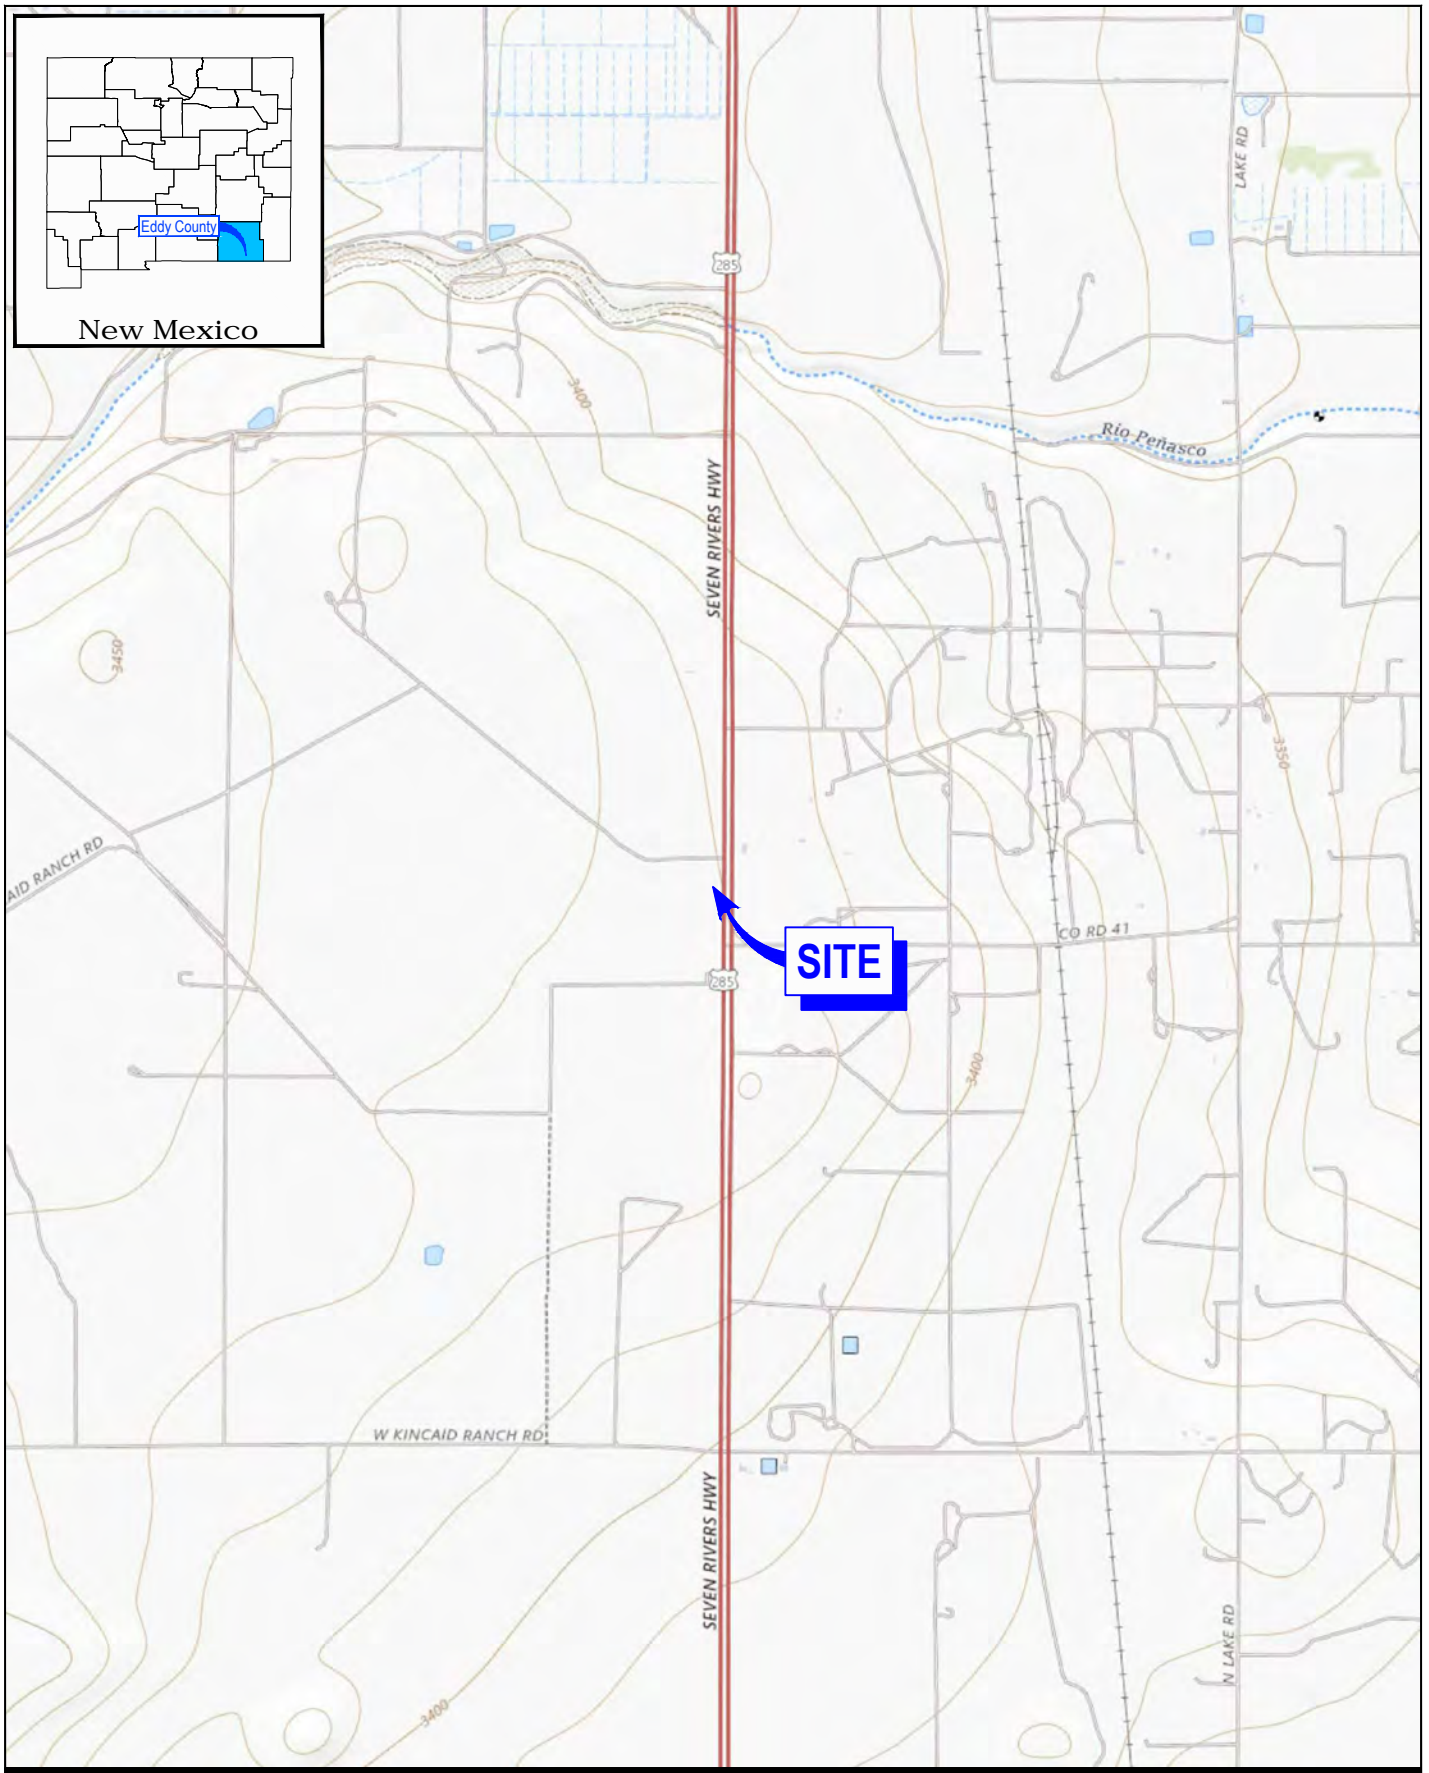 Eddy County
New Mexico
LAKE RD
285
3400
Rio Peñasco
SEVEN RIVERS HWY
3450
3350
AID RANCH RD
CO RD 41
SITE
285
3400
W KINCAID RANCH RD
SEVEN RIVERS HWY
N LAKE RD
3400